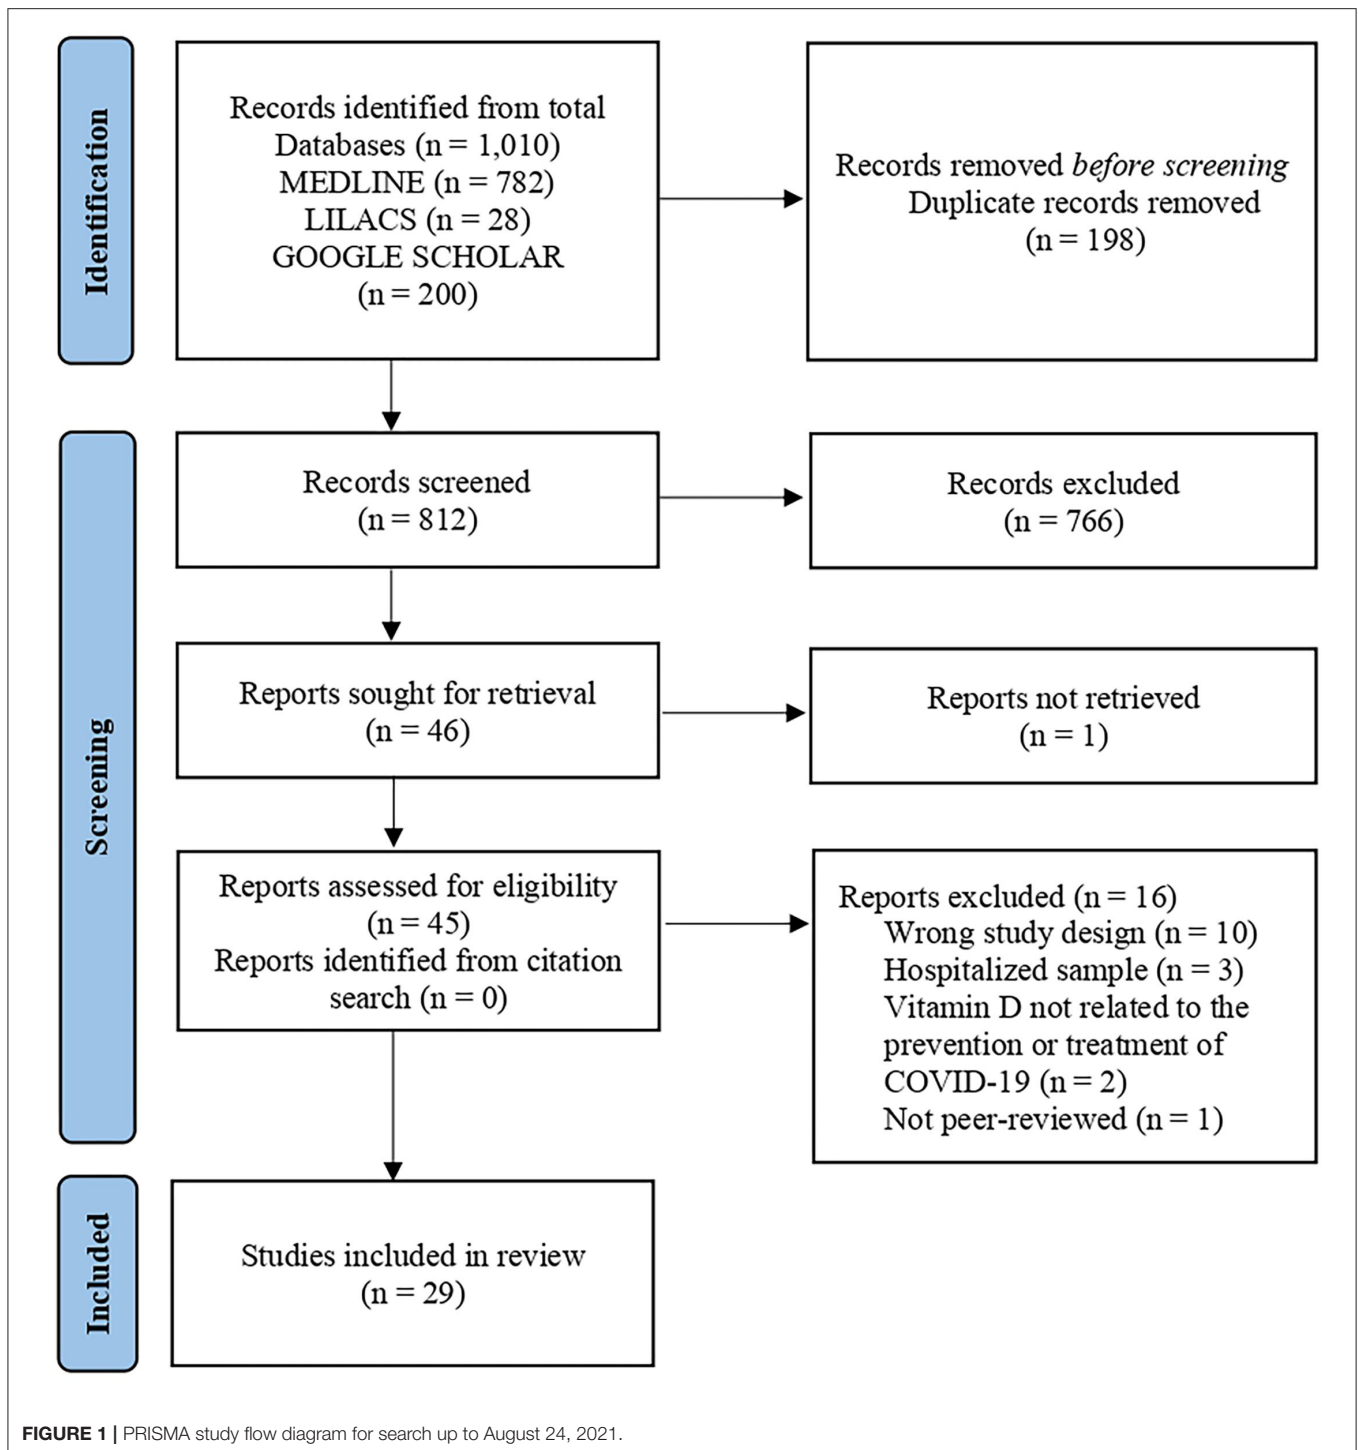 Identification
Records identified from total
Databases (n = 1,010)
MEDLINE (n = 782)
LILACS (n = 28)
GOOGLE SCHOLAR
(n = 200)
Records removed before screening
Duplicate records removed
(n = 198)
Screening
Records screened
(n = 812)
Records excluded
(n = 766)
Reports sought for retrieval
(n = 46)
Reports not retrieved
(n = 1)
Reports assessed for eligibility
(n = 45)
Reports identified from citation
search (n = 0)
Reports excluded (n = 16)
Wrong study design (n = 10)
Hospitalized sample (n = 3)
Vitamin D not related to the
prevention or treatment of
COVID-19 (n = 2)
Not peer-reviewed (n = 1)
Included
Studies included in review
(n = 29)
FIGURE 1 | PRISMA study flow diagram for search up to August 24, 2021.